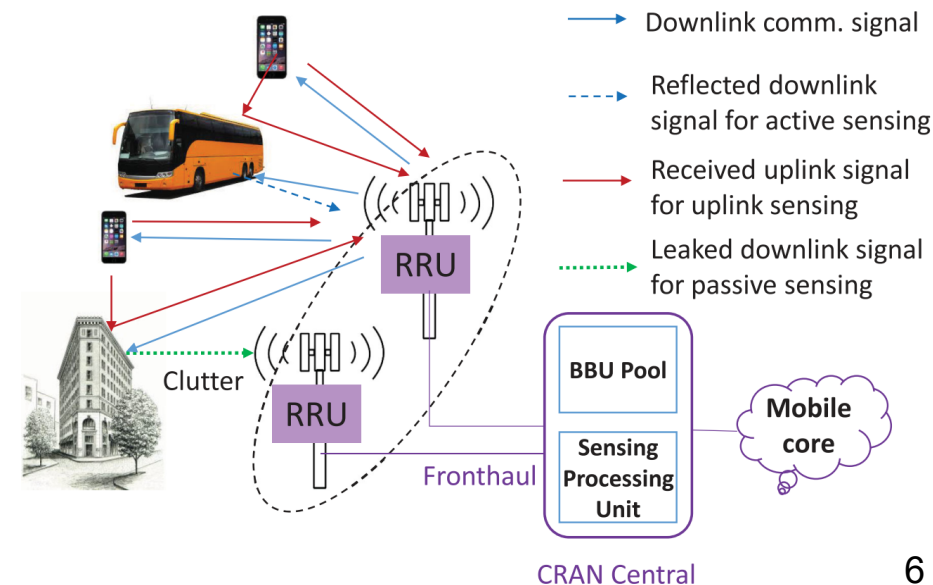 Downlink comm. signal
Reflected downlink
signal for active sensing
Received uplink signal
for uplink sensing
Leaked downlink signal
for passive sensing
RRU
Clutter
RRU
Fronthaul
BBU Pool
Sensing
Processing
Unit
Mobile
core
CRAN Central
6